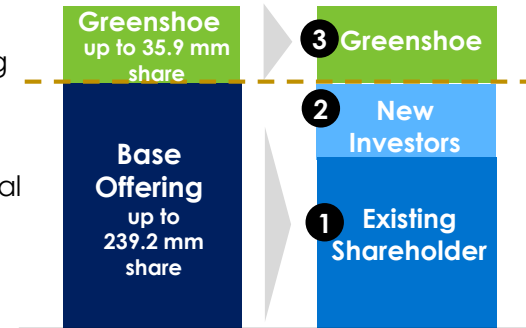 Greenshoe
up to 35.9 mm
share
g
Base
Offering
up to
239.2 mm
share
al
3 Greenshoe
2 New
Investors
1 Existing
Shareholder